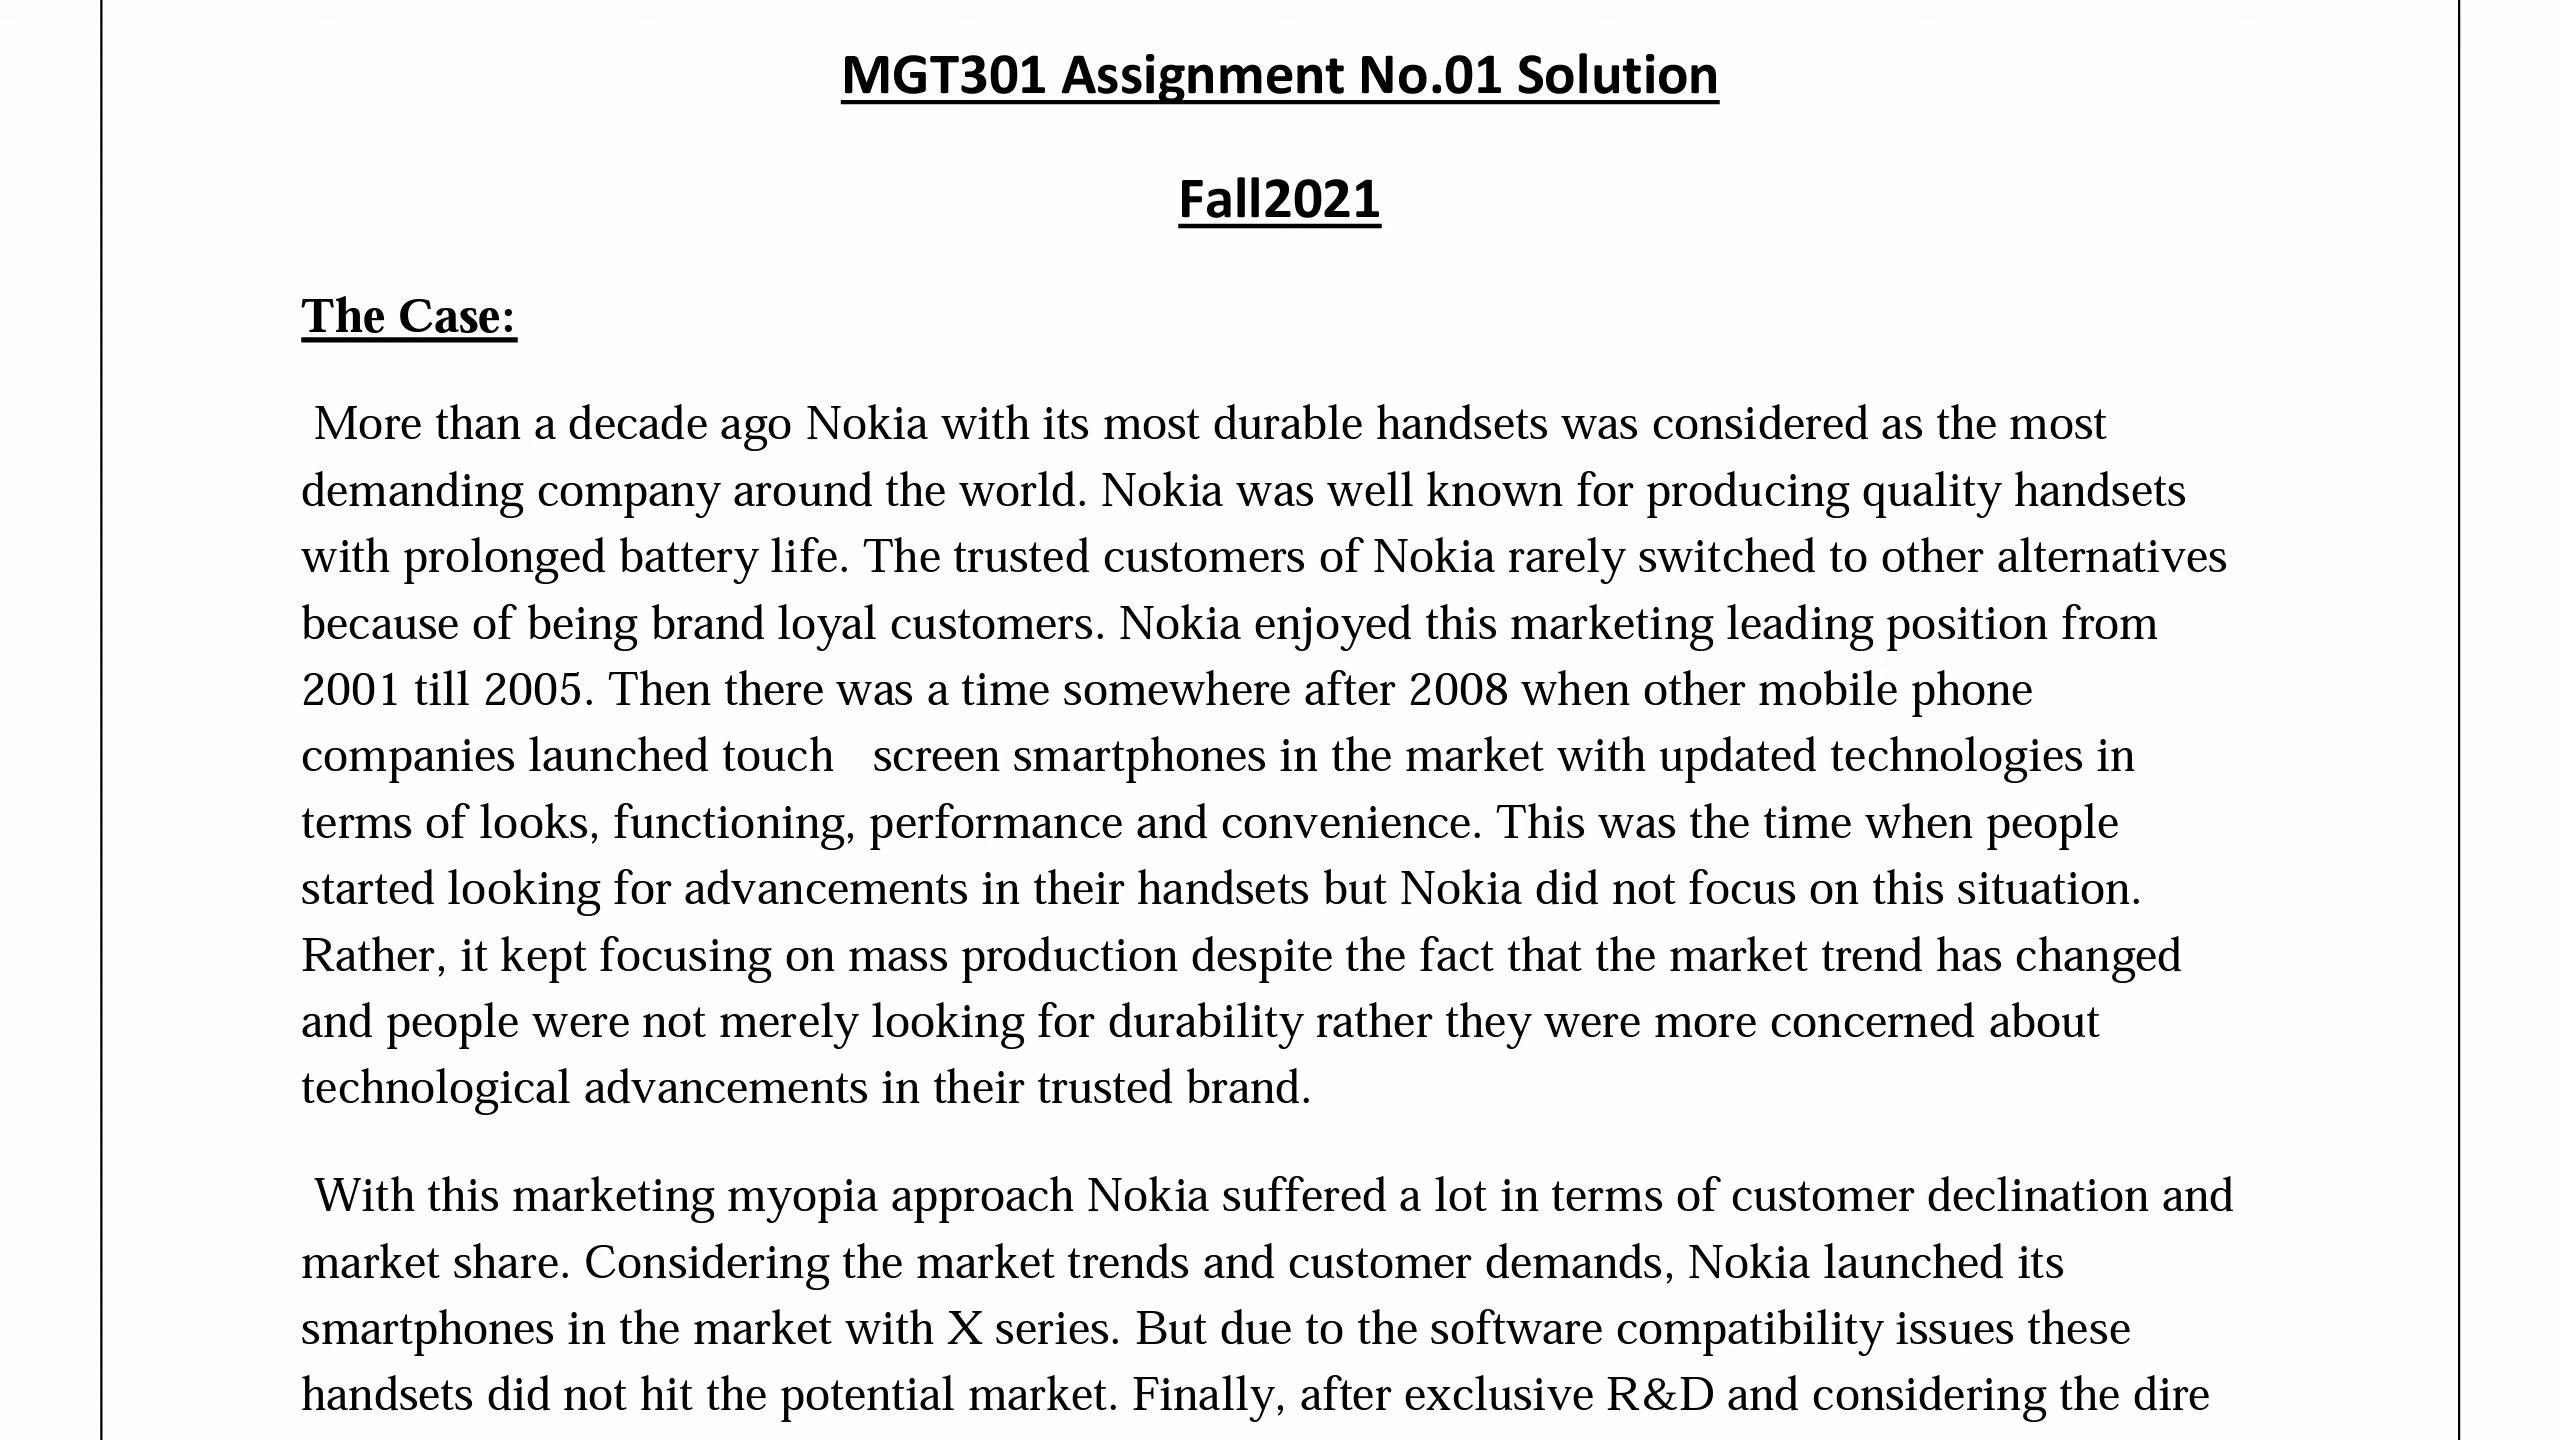 MGT301 Assignment No.01 Solution
Fall2021
The Case:
More than a decade ago Nokia with its most durable handsets was considered as the most
demanding company around the world. Nokia was well known for producing quality handsets
with prolonged battery life. The trusted customers of Nokia rarely switched to other alternatives
because of being brand loyal customers. Nokia enjoyed this marketing leading position from
2001 till 2005. Then there was a time somewhere after 2008 when other mobile phone
companies launched touch   screen smartphones in the market with updated technologies in
terms of looks, functioning, performance and convenience. This was the time when people
started looking for advancements in their handsets but Nokia did not focus on this situation.
Rather, it kept focusing on mass production despite the fact that the market trend has changed
and people were not merely looking for durability rather they were more concerned about
technological advancements in their trusted brand.
With this marketing myopia approach Nokia suffered a lot in terms of customer declination and
market share. Considering the market trends and customer demands, Nokia launched its
smartphones in the market with X series. But due to the software compatibility issues these
handsets did not hit the potential market. Finally, after exclusive R&D and considering the dire